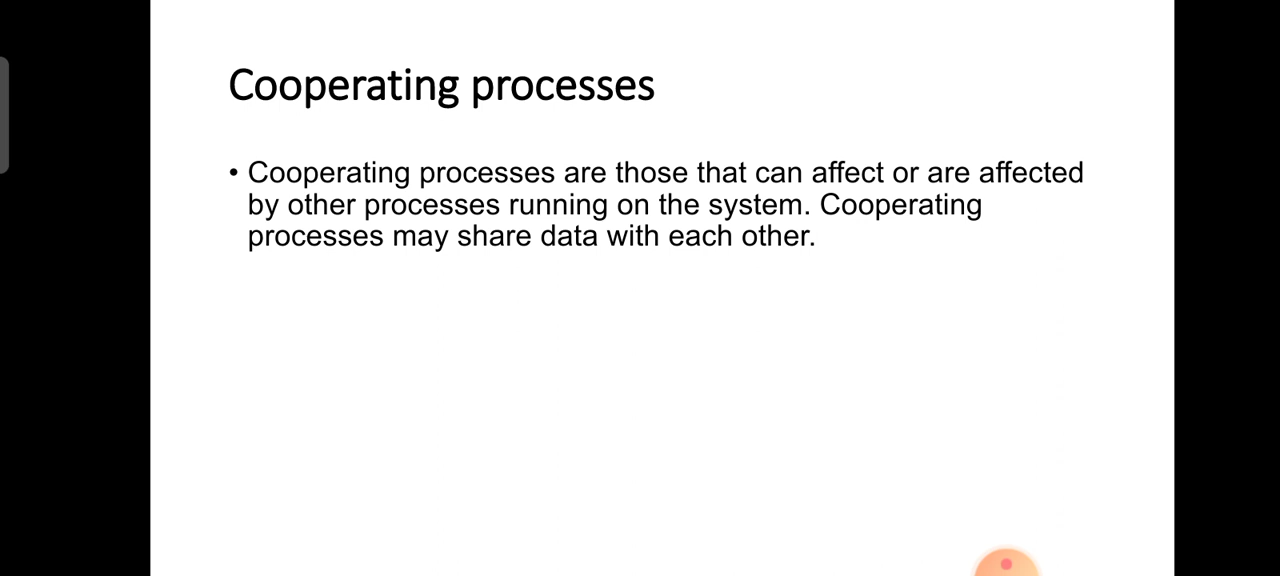 Cooperating processes
• Cooperating processes are those that can affect or are affected
by other processes running on the system. Cooperating
processes may share data with each other.